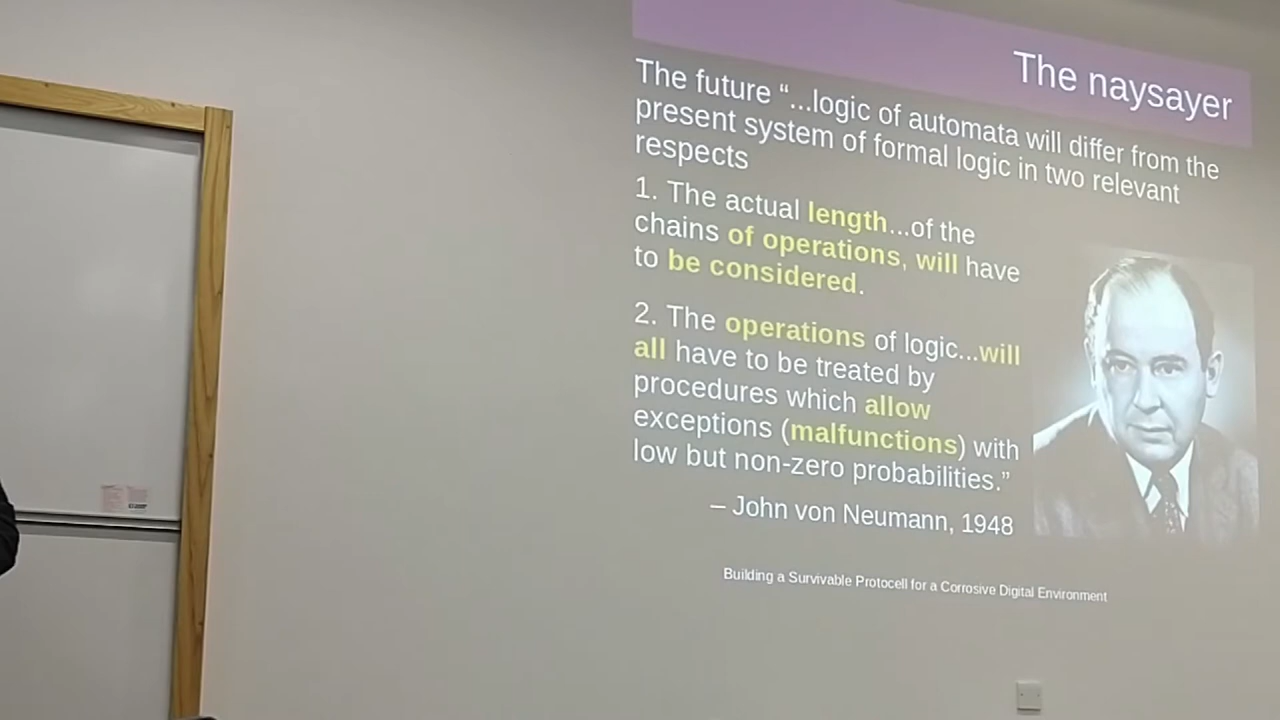 The naysayer
The future “...logic of automata will differ from the
present system of formal logic in two relevant
respects
1. The actual length...of the
chains of operations, will have
to be considered.
2. The operations of logic...will
all have to be treated by
procedures which allow
exceptions (malfunctions) with
low but non-zero probabilities.”
– John von Neumann, 1948
Building a Survivable Protocell for a Corrosive Digital Environment